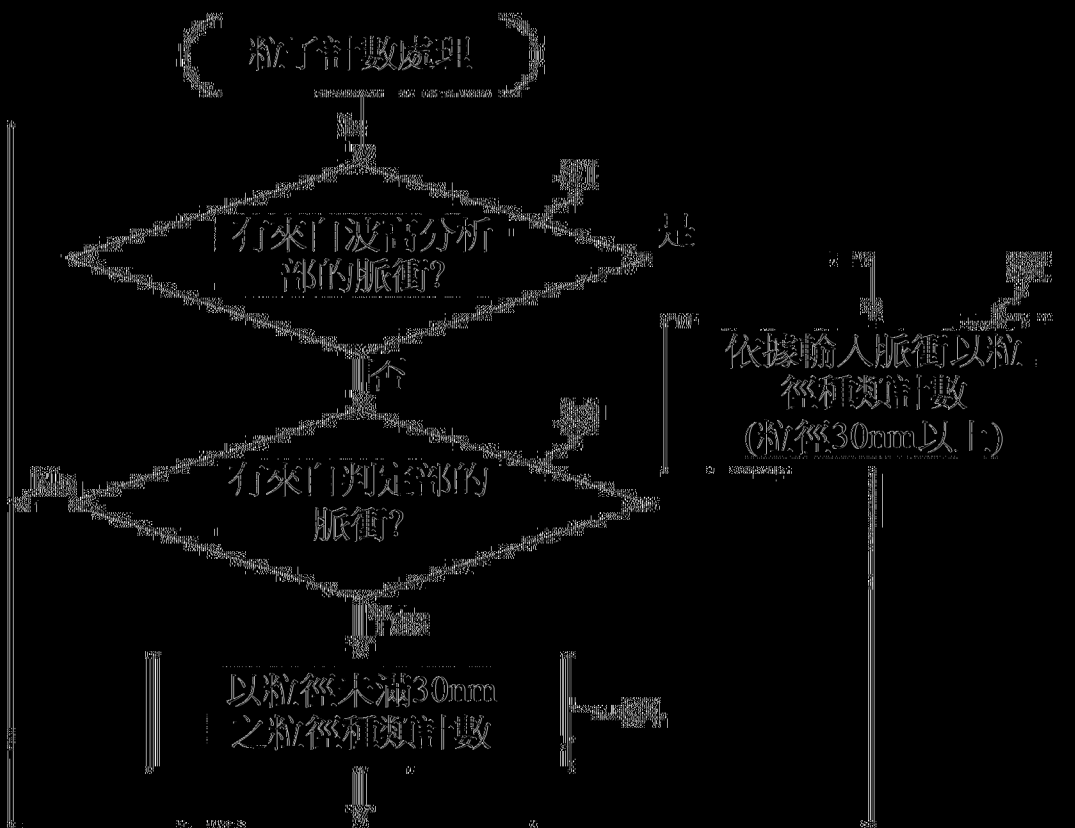 粒子計數處理
有來自波高分析
部的脈衝?
是
依據輸入脈衝以粒
徑種類計數
(粒徑30nm以上)
否
有來自判定部的
脈衝?
以粒徑未滿30nm
之粒徑種類計數